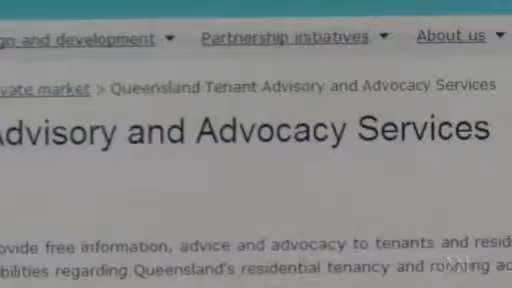 gn and development Partnership initiatives About us
vate market > Queensland Tenant Advisory and Advocacy Services
Advisory and Advocacy Services
ovide free information, advice and advocacy to tenants and resid
bilities regarding Queensland's residential tenancy and rooming ac